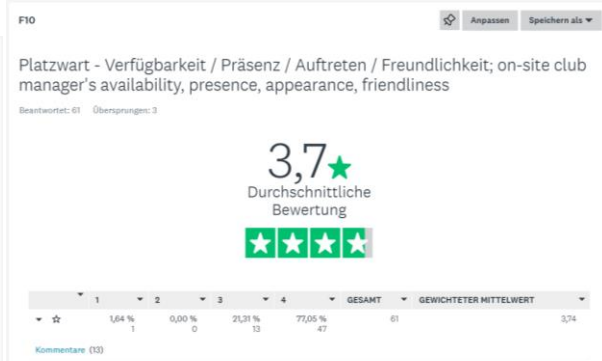 F10
Anpassen
Speichern als
Platzwart - Verfügbarkeit / Präsenz / Auftreten / Freundlichkeit; on-site club
manager's availability, presence, appearance, friendliness
Beantwortet: 61 Übersprungen: 3
3,7
Durchschnittliche
Bewertung
1 2 3 4 GESAMT GEWICHTETER MITTELWERT
1,64 % 0,00 % 21,31 % 77,05 % 61 3,74
1 0 13 47
Kommentare (13)